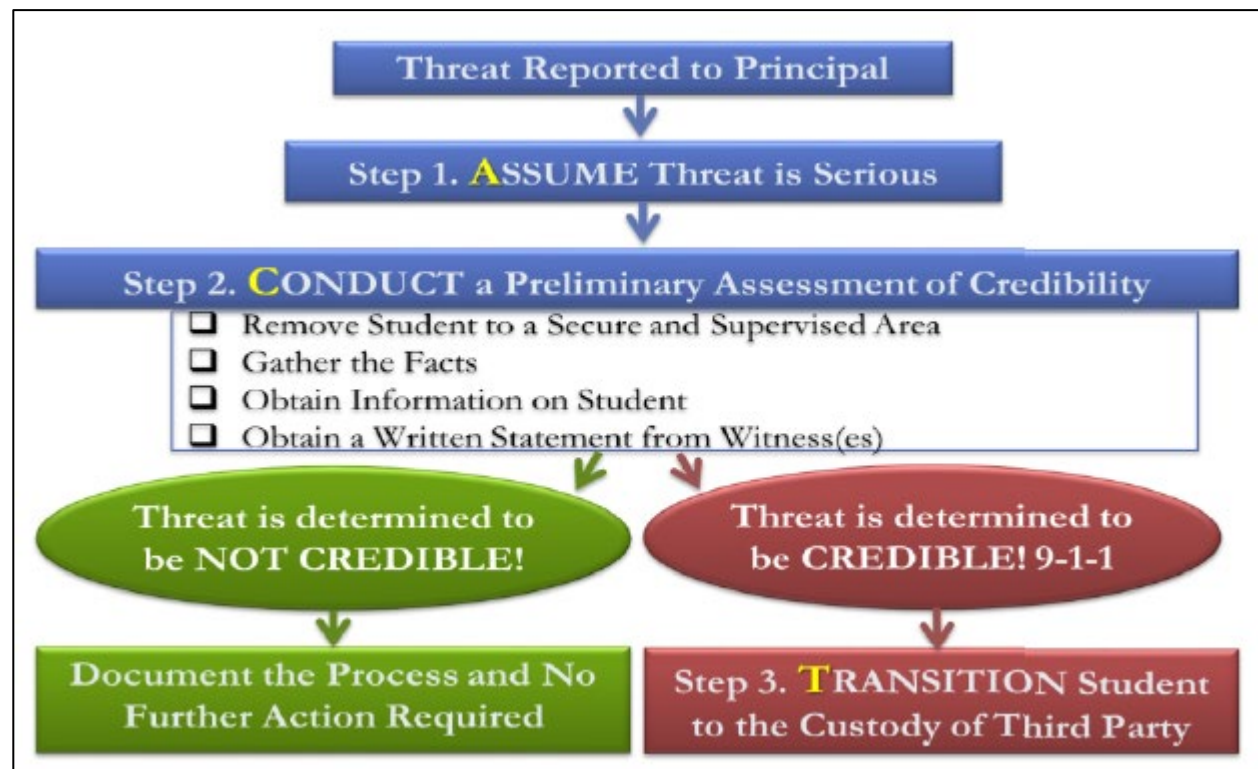 Threat Reported to Principal
Step 1. ASSUME Threat is Serious
Step 2. CONDUCT a Preliminary Assessment of Credibility
❑ Remove Student to a Secure and Supervised Area
❑ Gather the Facts
❑ Obtain Information on Student
❑ Obtain a Written Statement from Witness(es)
Threat is determined to
be NOT CREDIBLE!
Threat is determined to
be CREDIBLE! 9-1-1
Document the Process and No
Further Action Required
Step 3. TRANSITION Student
to the Custody of Third Party